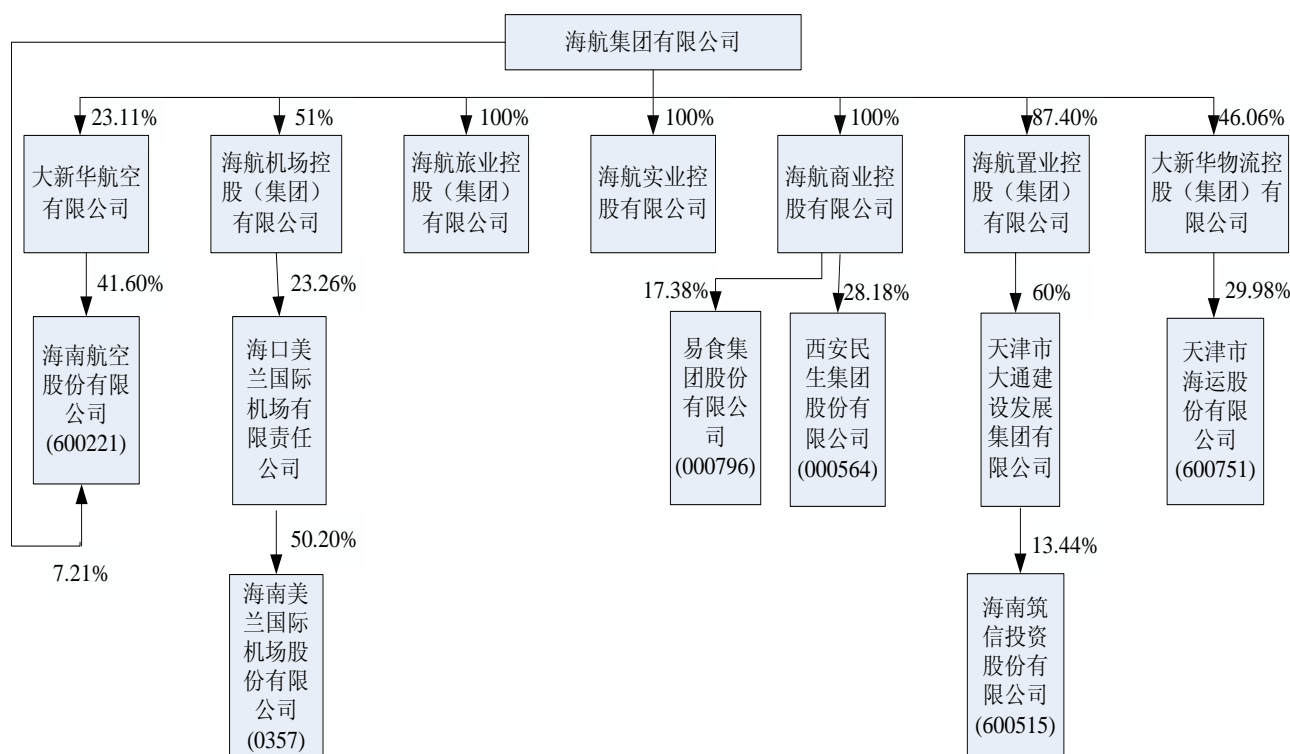 海航集团有限公司
23.11%
51%
100%
100%
100%
87.40%
46.06%
大新华航空
有限公司
海航机场控
股（集团）
有限公司
海航旅业控
股（集团）
有限公司
海航实业控
股有限公司
海航商业控
股有限公司
海航置业控
股（集团）
有限公司
大新华物流控
股（集团）有
限公司
41.60%
23.26%
17.38%
28.18%
60%
29.98%
海南航空
股份有限
公司
(600221)
海口美
兰国际
机场有
限责任
公司
易食集
团股份
有限公
司
(000796)
西安民
生集团
股份有
限公司
(000564)
天津市
大通建
设发展
集团有
限公司
天津市
海运股
份有限
公司
(600751)
7.21%
50.20%
13.44%
海南美
兰国际
机场股
份有限
公司
(0357)
海南筑
信投资
股份有
限公司
(600515)